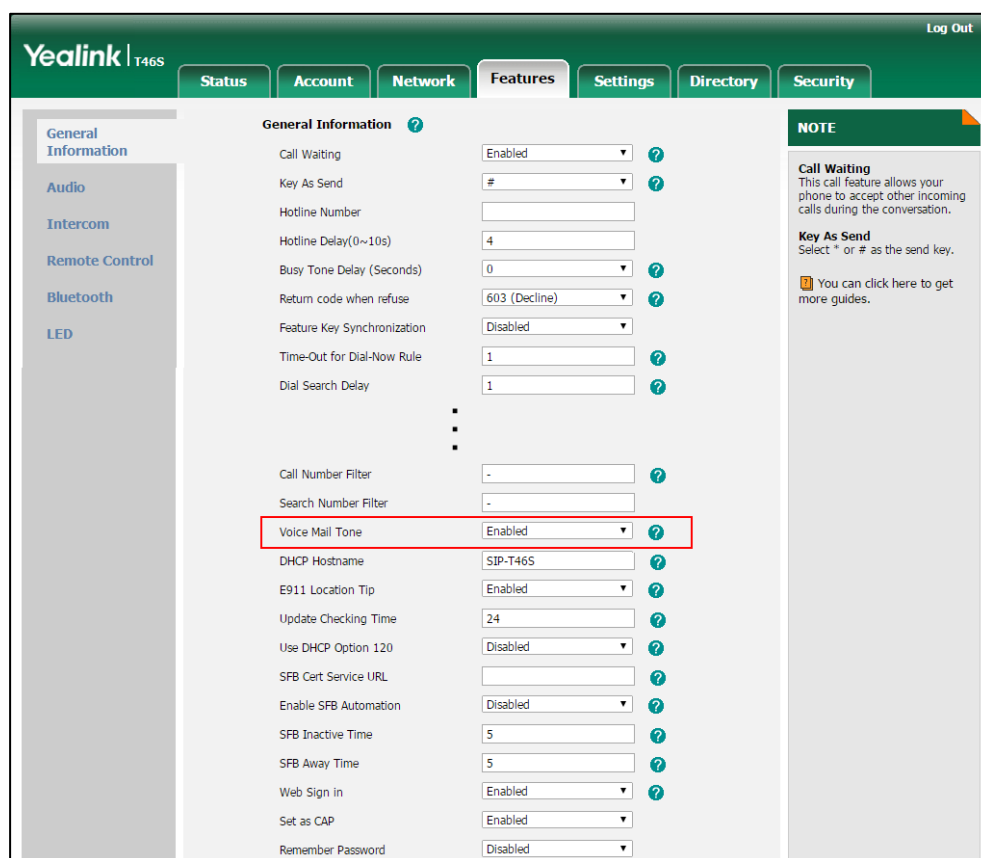 Log Out
Yealink T46S
Status Account Network Features Settings Directory Security
General
Information
Audio
Intercom
Remote Control
Bluetooth
LED
General Information ?
Call Waiting Enabled ?
Key As Send # ?
Hotline Number
Hotline Delay(0~10s) 4
Busy Tone Delay (Seconds) 0 ?
Return code when refuse 603 (Decline) ?
Feature Key Synchronization Disabled
Time-Out for Dial-Now Rule 1 ?
Dial Search Delay 1 ?
Call Number Filter - ?
Search Number Filter -
Voice Mail Tone Enabled ?
DHCP Hostname SIP-T46S ?
E911 Location Tip Enabled ?
Update Checking Time 24 ?
Use DHCP Option 120 Disabled ?
SFB Cert Service URL ?
Enable SFB Automation Disabled ?
SFB Inactive Time 5 ?
SFB Away Time 5 ?
Web Sign in Enabled ?
Set as CAP Enabled
Remember Password Disabled
NOTE
Call Waiting
This call feature allows your
phone to accept other incoming
calls during the conversation.
Key As Send
Select * or # as the send key.
? You can click here to get
more guides.